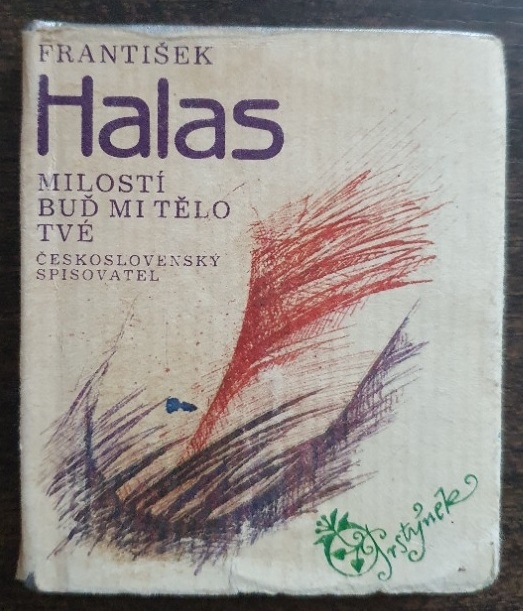 FRANTIŠEK
Halas
MILOSTÍ
BUĎ MI TĚLO
TVÉ
ČESKOSLOVENSKÝ
SPISOVATEL
Prstýnek